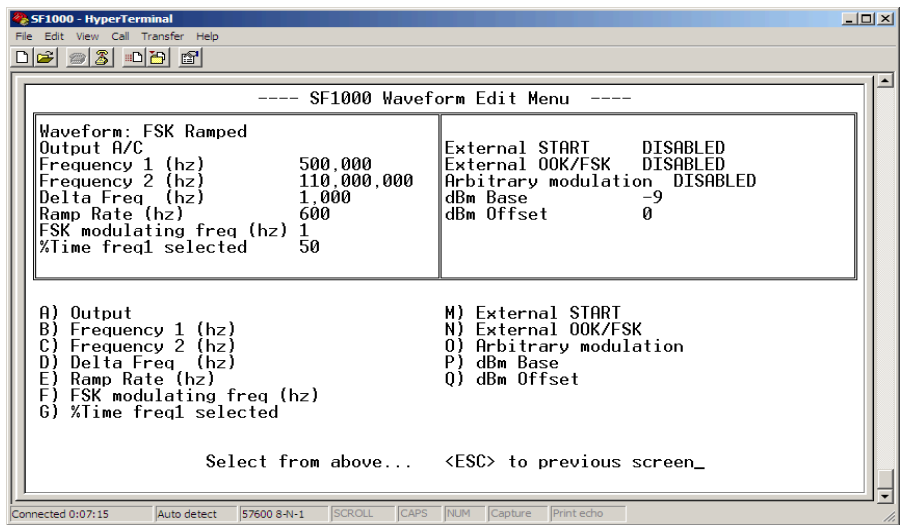 SF1000 - HyperTerminal
File Edit View Call Transfer Help
---- SF1000 Waveform Edit Menu ----
Waveform: FSK Ramped
Output A/C
Frequency 1 (hz) 500,000
Frequency 2 (hz) 110,000,000
Delta Freq (hz) 1,000
Ramp Rate (hz) 600
FSK modulating freq (hz) 1
%Time freq1 selected 50
External START DISABLED
External OOK/FSK DISABLED
Arbitrary modulation DISABLED
dBm Base -9
dBm Offset 0
A) Output
B) Frequency 1 (hz)
C) Frequency 2 (hz)
D) Delta Freq (hz)
E) Ramp Rate (hz)
F) FSK modulating freq (hz)
G) %Time freq1 selected
M) External START
N) External OOK/FSK
O) Arbitrary modulation
P) dBm Base
Q) dBm Offset
Select from above... <ESC> to previous screen_
Connected 0:07:15 Auto detect 57600 8-N-1 SCROLL CAPS NUM Capture Print echo